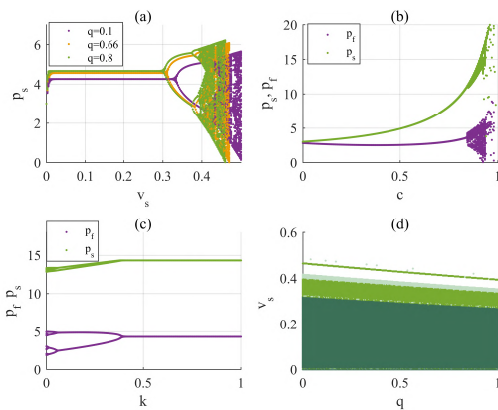 (a)
q=0.1
q=0.66
q=0.8
p_s
6
4
2
0
0 0.1 0.2 0.3 0.4
v_s
(b)
p_f
p_s
p_s, p_f
20
15
10
5
0
0 0.5 1
c
(c)
p_f
p_s
p_f p_s
15
10
5
0
0 0.5 1
k
(d)
v_s
0.6
0.4
0.2
0
0 0.5 1
q